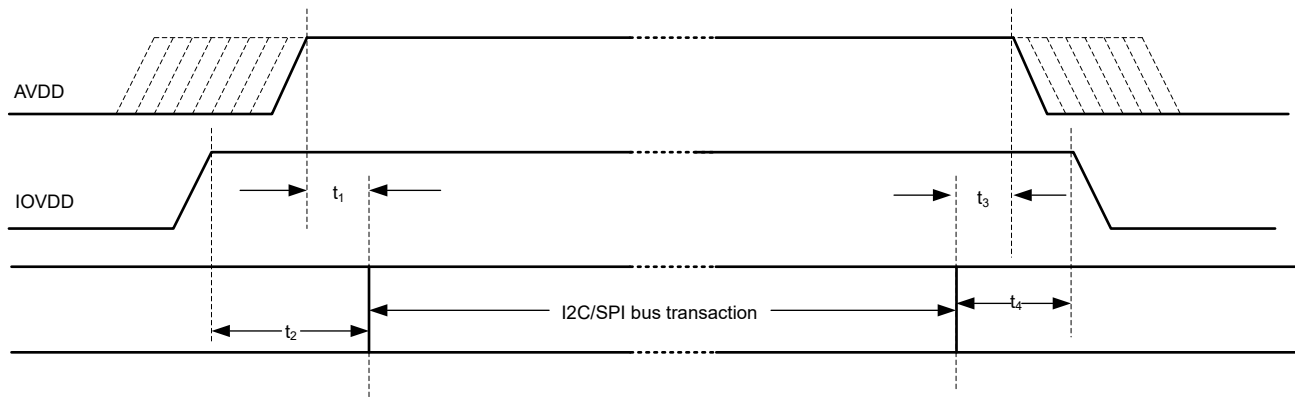 AVDD
t₁
t₃
IOVDD
I2C/SPI bus transaction
t₄
t₂